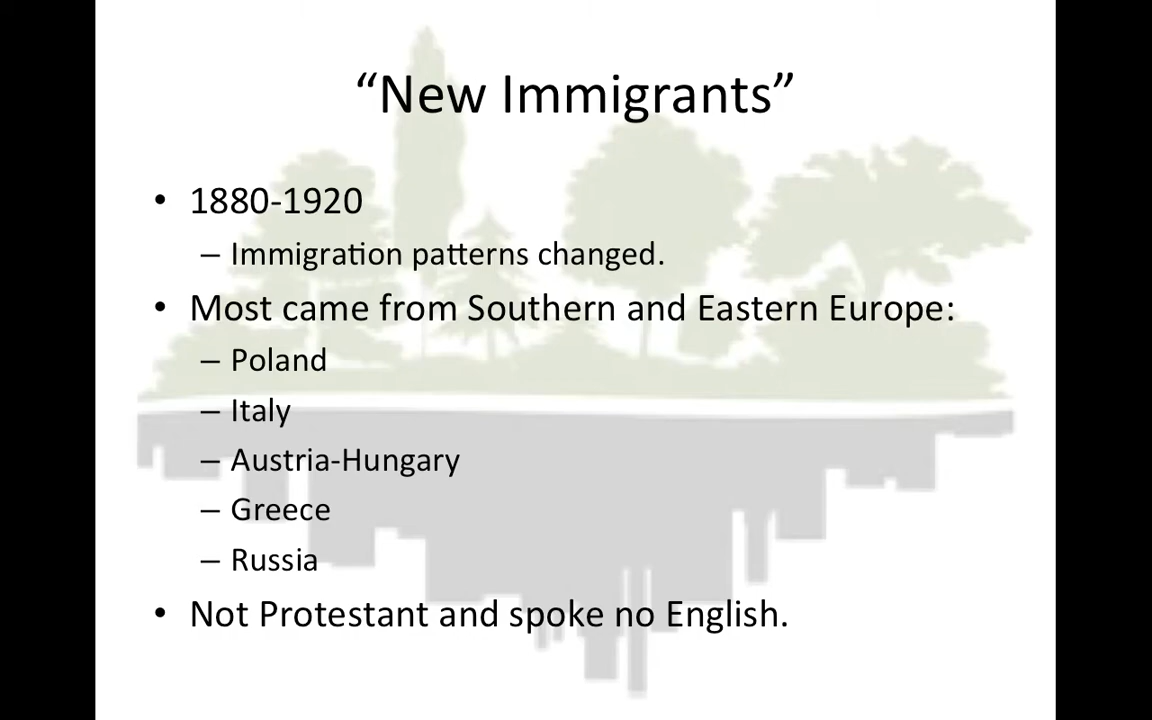 “New Immigrants”
• 1880-1920
– Immigration patterns changed.
• Most came from Southern and Eastern Europe:
– Poland
– Italy
– Austria-Hungary
– Greece
– Russia
• Not Protestant and spoke no English.